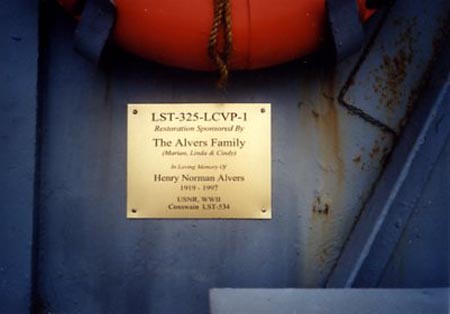 LST-325-LCVP-1
Restoration Sponsored By
The Alvers Family
(Marian, Linda & Cindy)
In Loving Memory Of
Henry Norman Alvers
1919 - 1997
USNR, WWII
Coxswain LST-534